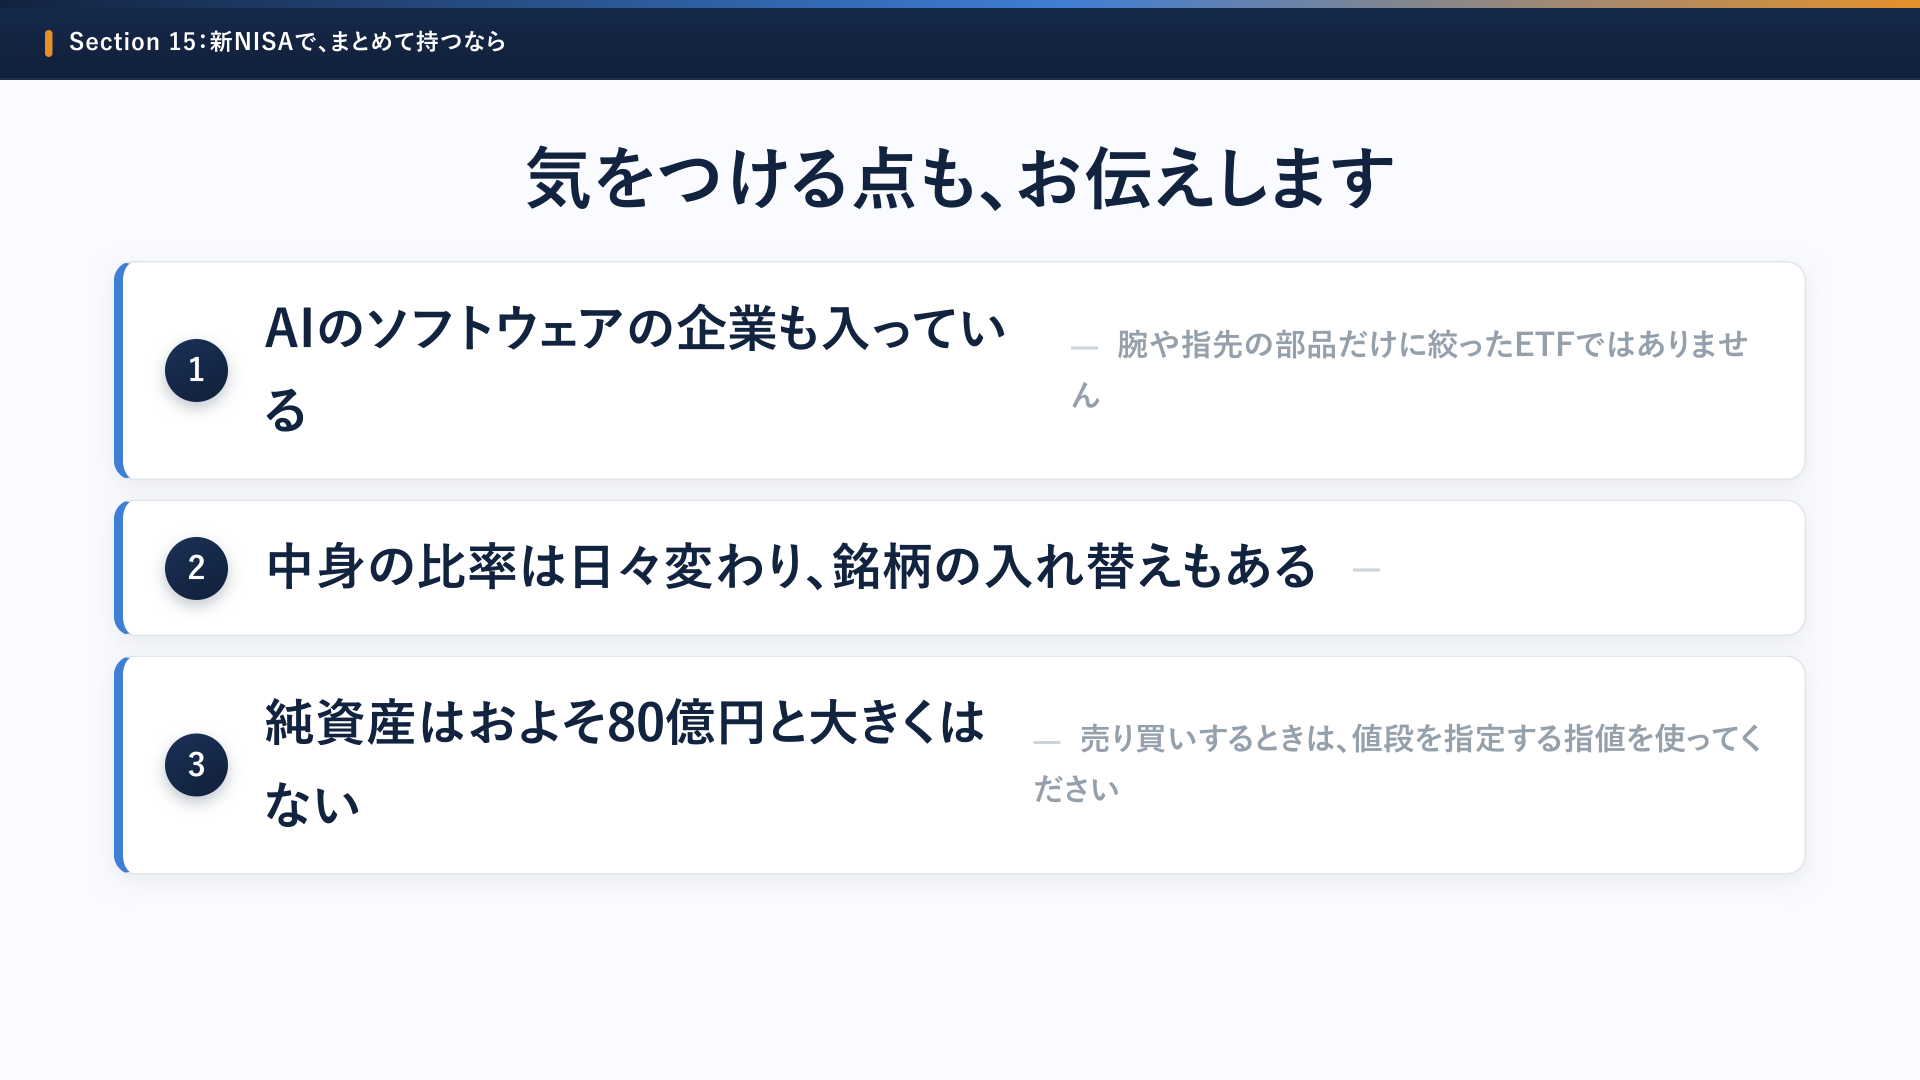 Section 15：新NISAで、まとめて持つなら
気をつける点も、お伝えします
1
AIのソフトウェアの企業も入ってい
る
— 腕や指先の部品だけに絞ったETFではありませ
ん
2
中身の比率は日々変わり、銘柄の入れ替えもある —
3
純資産はおよそ80億円と大きくは
ない
— 売り買いするときは、値段を指定する指値を使ってく
ださい